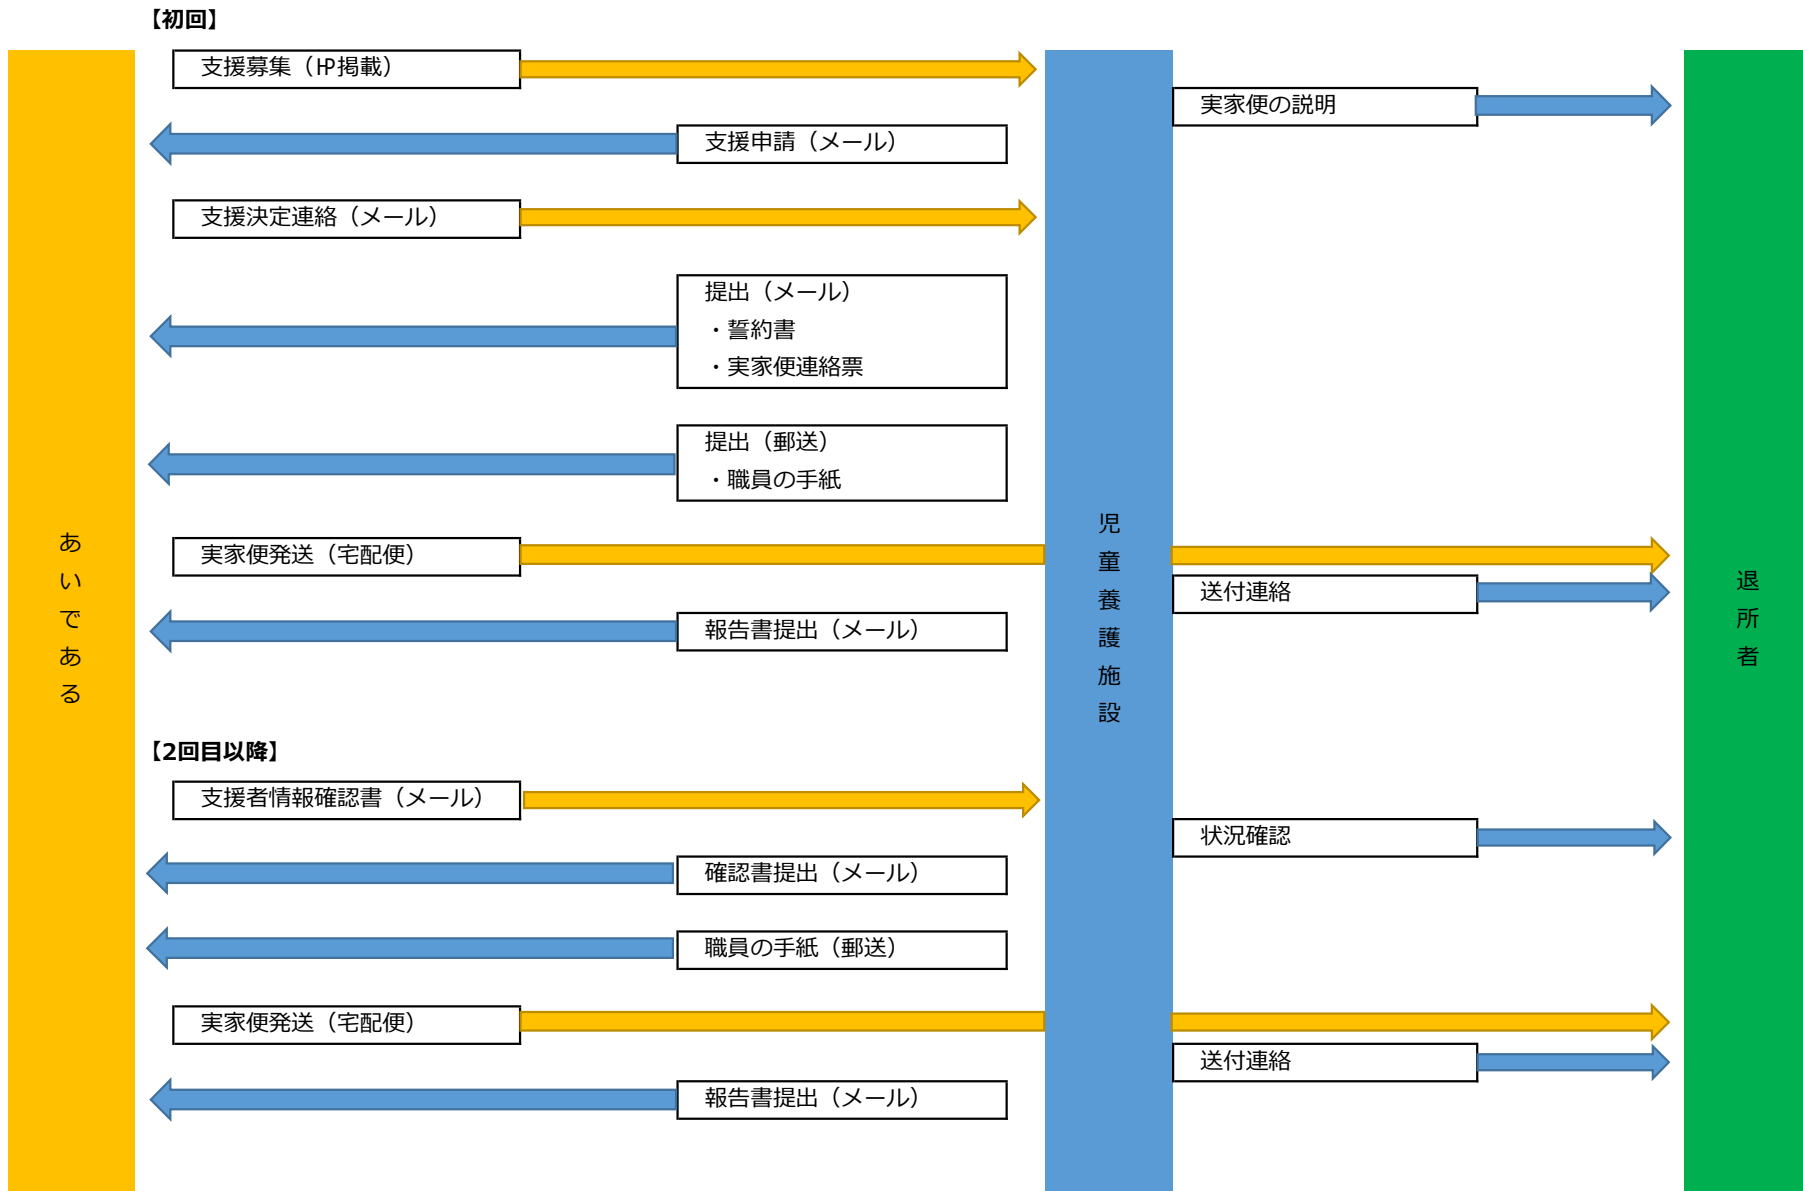 【初回】
支援募集（HP掲載）
実家便の説明
支援申請（メール）
支援決定連絡（メール）
提出（メール）
・誓約書
・実家便連絡票
提出（郵送）
・職員の手紙
実家便発送（宅配便）
送付連絡
報告書提出（メール）
あいである
児童養護施設
退所者
【2回目以降】
支援者情報確認書（メール）
状況確認
確認書提出（メール）
職員の手紙（郵送）
実家便発送（宅配便）
送付連絡
報告書提出（メール）